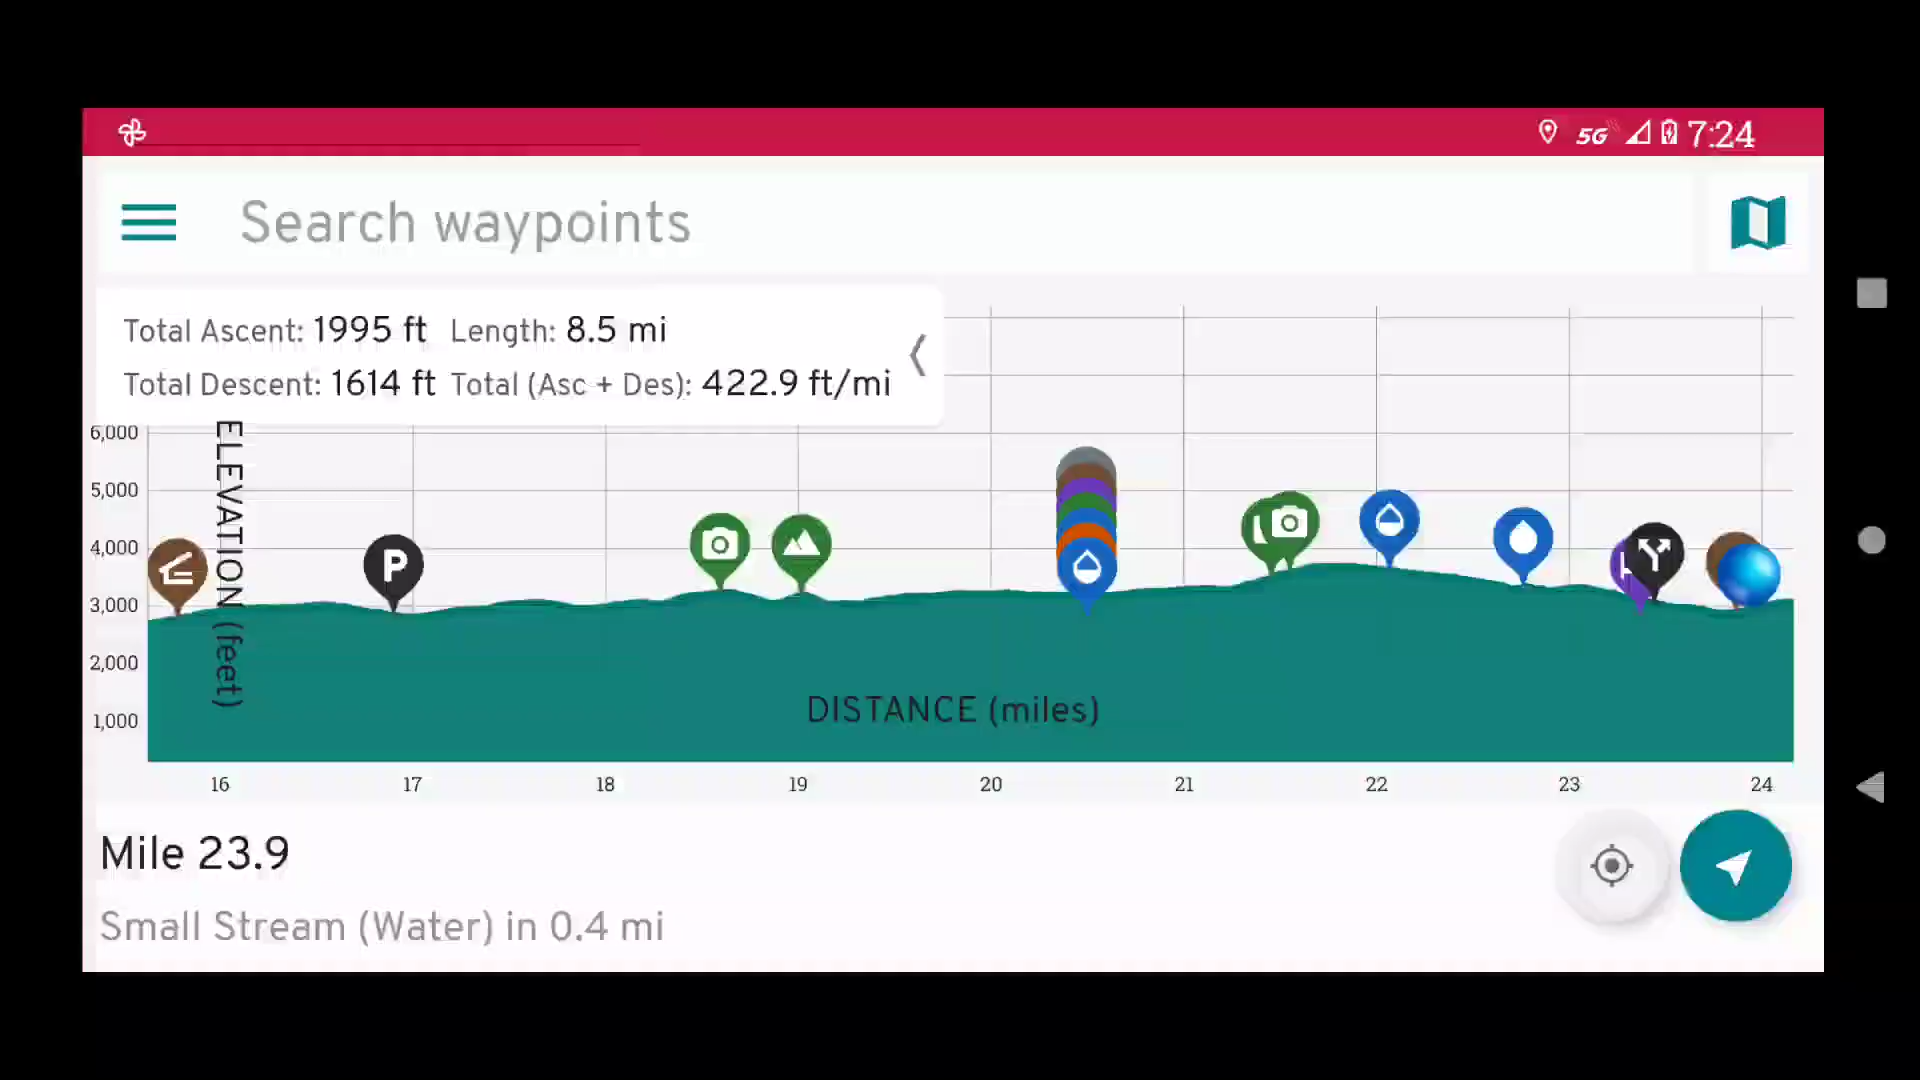 5G 7:24
Search waypoints
Total Ascent: 1995 ft Length: 8.5 mi
Total Descent: 1614 ft Total (Asc + Des): 422.9 ft/mi
6,000
5,000
4,000
3,000
2,000
1,000
ELEVATION (feet)
P
DISTANCE (miles)
16 17 18 19 20 21 22 23 24
Mile 23.9
Small Stream (Water) in 0.4 mi